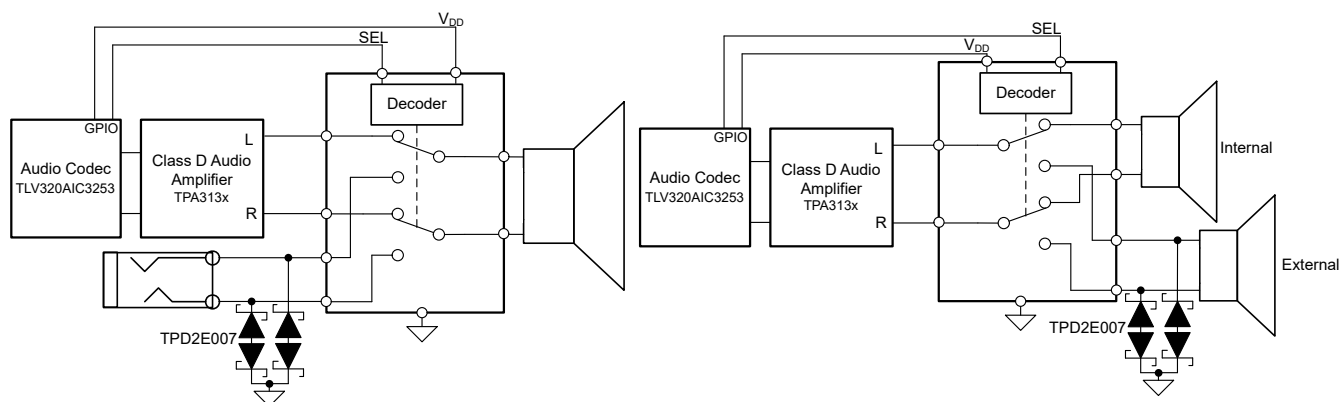 VDD
SEL
Decoder
GPIO
Audio Codec
TLV320AIC3253
Class D Audio
Amplifier
TPA313x
L
R
TPD2E007
SEL
VDD
Decoder
GPIO
Audio Codec
TLV320AIC3253
Class D Audio
Amplifier
TPA313x
L
R
Internal
External
TPD2E007